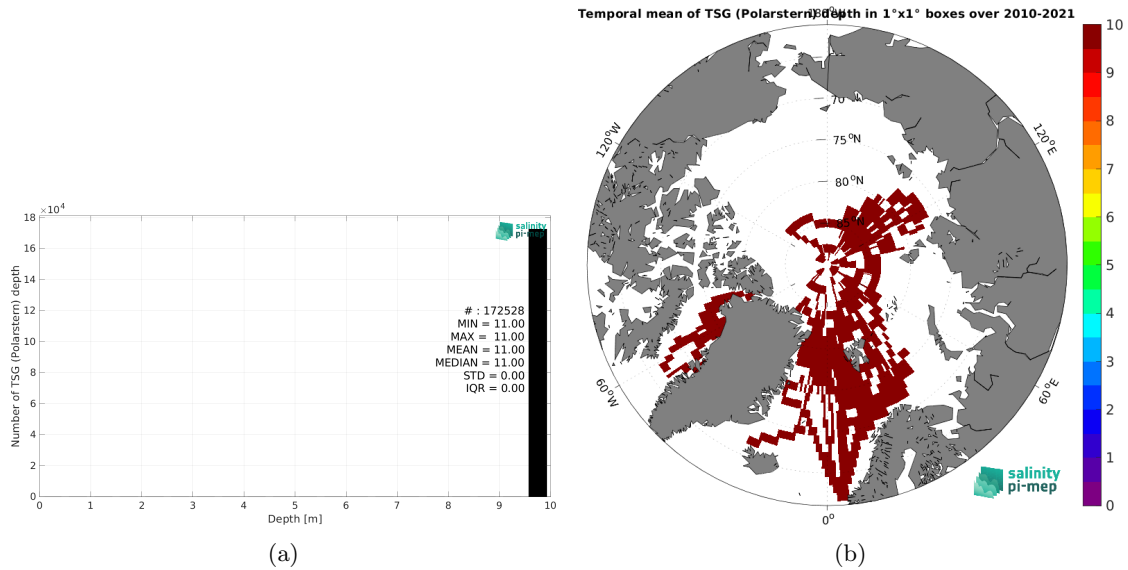 Temporal mean of TSG (Polarstern) depth in 1°x1° boxes over 2010-2021
180°W
×10⁴
18
16
14
12
10
8
6
4
2
0
Number of TSG (Polarstern) depth
salinity
pi-mep
# : 172528
MIN = 11.00
MAX = 11.00
MEAN = 11.00
MEDIAN = 11.00
STD = 0.00
IQR = 0.00
0 1 2 3 4 5 6 7 8 9 10
Depth [m]
(a)
70°N
75°N
80°N
85°N
120°W
120°E
60°W
60°E
0°
salinity
pi-mep
10
9
8
7
6
5
4
3
2
1
0
(b)